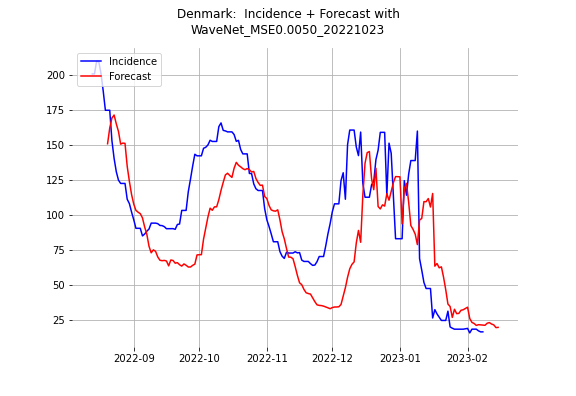 Denmark:  Incidence + Forecast with
WaveNet_MSE0.0050_20221023
Incidence
Forecast
200
175
150
125
100
75
50
25
2022-09 2022-10 2022-11 2022-12 2023-01 2023-02